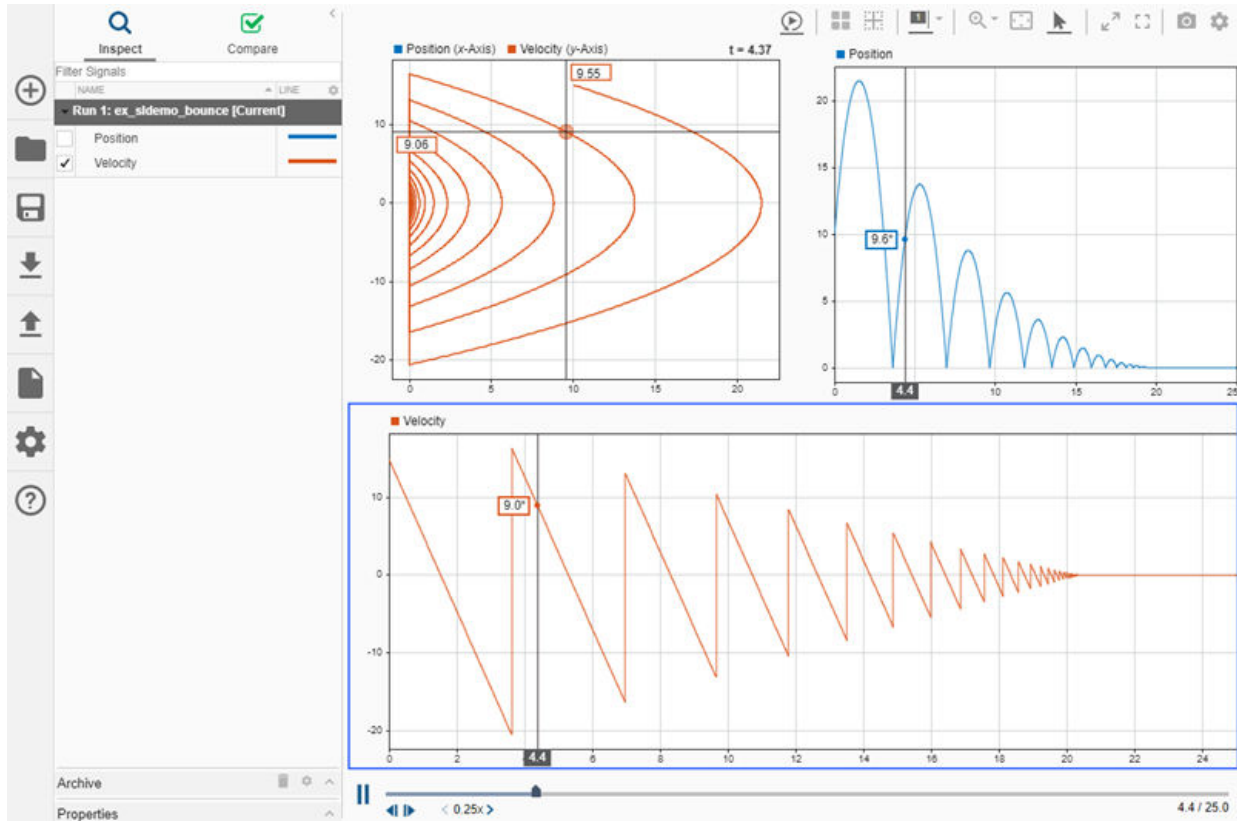 Inspect
Compare
Filter Signals
NAME
LINE
Run 1: ex_sldemo_bounce [Current]
Position
Velocity
Archive
Properties
1
Position (x-Axis)
Velocity (y-Axis)
t = 4.37
9.55
9.06
10
0
-10
-20
0
5
10
15
20
Position
20
15
10
5
0
9.6*
4.4
10
15
20
25
Velocity
10
0
-10
-20
9.0*
0
2
4.4
6
8
10
12
14
16
18
20
22
24
0.25x
4.4 / 25.0